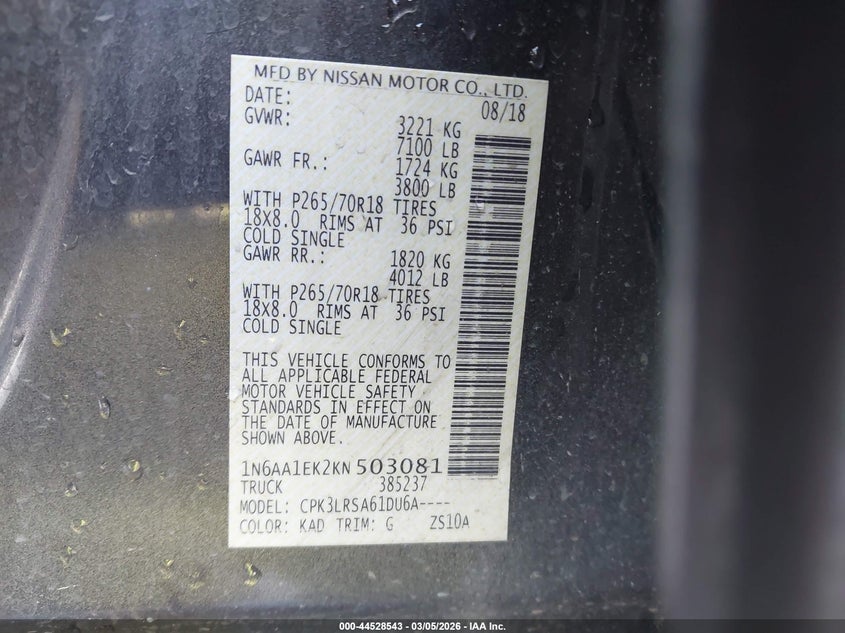 MFD BY NISSAN MOTOR CO., LTD.
DATE: 08/18
GVWR: 3221 KG
7100 LB
GAWR FR.: 1724 KG
3800 LB
WITH P265/70R18 TIRES
18X8.0 RIMS AT 36 PSI
COLD SINGLE
GAWR RR.: 1820 KG
4012 LB
WITH P265/70R18 TIRES
18X8.0 RIMS AT 36 PSI
COLD SINGLE
THIS VEHICLE CONFORMS TO
ALL APPLICABLE FEDERAL
MOTOR VEHICLE SAFETY
STANDARDS IN EFFECT ON
THE DATE OF MANUFACTURE
SHOWN ABOVE.
1N6AA1EK2KN503081
TRUCK 385237
MODEL: CPK3LRSA61DU6A----
COLOR: KAD TRIM: G ZS10A
000-44528543 — 03/05/2026 — IAA Inc.